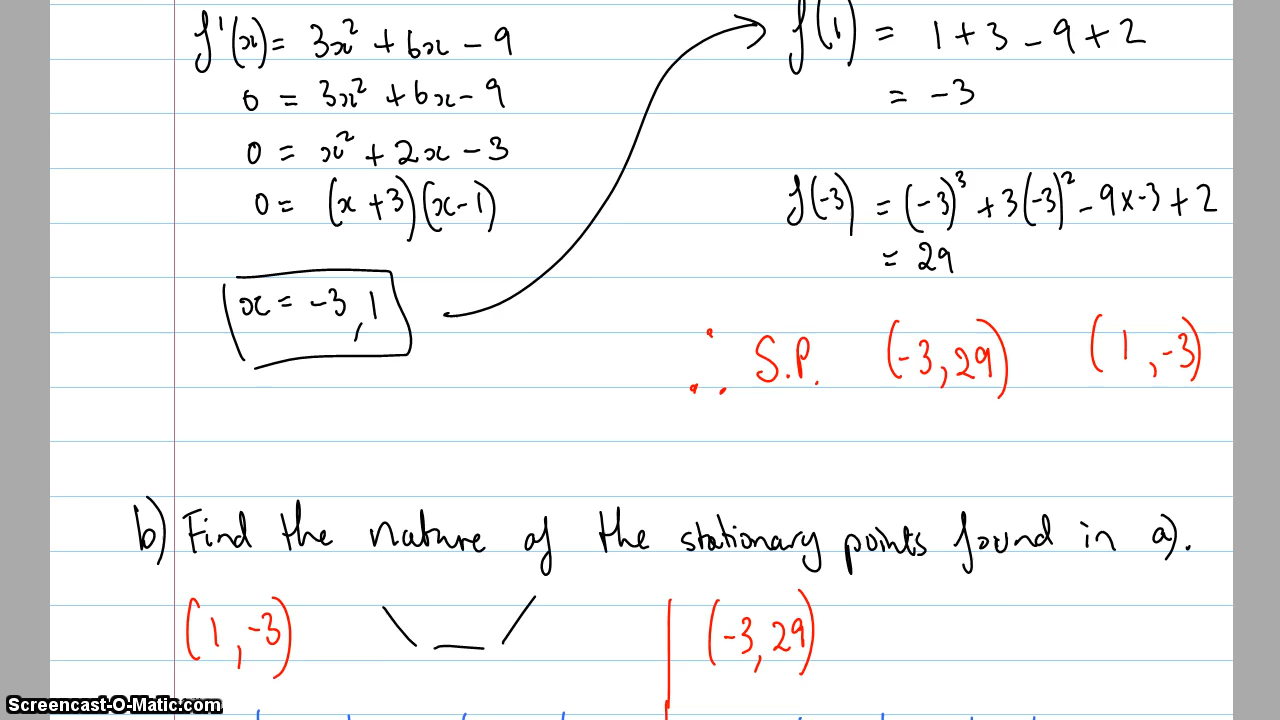 f'(x) = 3x² + 6x - 9
0 = 3x² + 6x - 9
0 = x² + 2x - 3
0 = (x + 3)(x - 1)
x = -3, 1
f(1) = 1 + 3 - 9 + 2
= -3
f(-3) = (-3)³ + 3(-3)² - 9 x -3 + 2
= 29
∴ S.P. (-3, 29) (1, -3)
b) Find the nature of the stationary points found in a).
(1, -3) (-3, 29)
Screencast-O-Matic.com